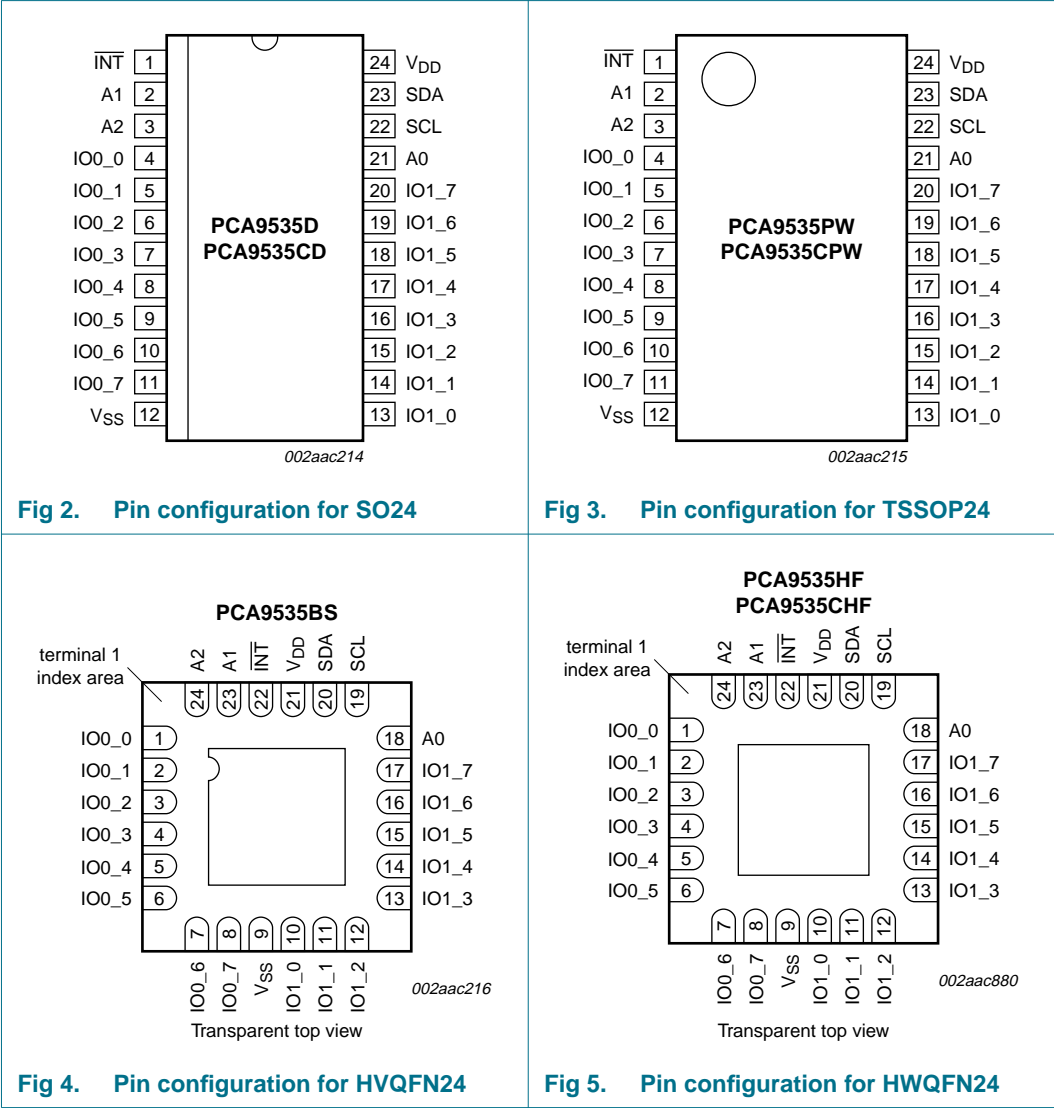 INT 1 24 VDD
A1 2 23 SDA
A2 3 22 SCL
IO0_0 4 21 A0
IO0_1 5 20 IO1_7
IO0_2 6 19 IO1_6
IO0_3 7 18 IO1_5
IO0_4 8 17 IO1_4
IO0_5 9 16 IO1_3
IO0_6 10 15 IO1_2
IO0_7 11 14 IO1_1
VSS 12 13 IO1_0
PCA9535D
PCA9535CD
002aac214
Fig 2. Pin configuration for SO24
INT 1 24 VDD
A1 2 23 SDA
A2 3 22 SCL
IO0_0 4 21 A0
IO0_1 5 20 IO1_7
IO0_2 6 19 IO1_6
IO0_3 7 18 IO1_5
IO0_4 8 17 IO1_4
IO0_5 9 16 IO1_3
IO0_6 10 15 IO1_2
IO0_7 11 14 IO1_1
VSS 12 13 IO1_0
PCA9535PW
PCA9535CPW
002aac215
Fig 3. Pin configuration for TSSOP24
PCA9535BS
terminal 1
index area
A2 A1 INT VDD SDA SCL
24 23 22 21 20 19
IO0_0 1 18 A0
IO0_1 2 17 IO1_7
IO0_2 3 16 IO1_6
IO0_3 4 15 IO1_5
IO0_4 5 14 IO1_4
IO0_5 6 13 IO1_3
7 8 9 10 11 12
IO0_6 IO0_7 VSS IO1_0 IO1_1 IO1_2
002aac216
Transparent top view
Fig 4. Pin configuration for HVQFN24
PCA9535HF
PCA9535CHF
terminal 1
index area
A2 A1 INT VDD SDA SCL
24 23 22 21 20 19
IO0_0 1 18 A0
IO0_1 2 17 IO1_7
IO0_2 3 16 IO1_6
IO0_3 4 15 IO1_5
IO0_4 5 14 IO1_4
IO0_5 6 13 IO1_3
7 8 9 10 11 12
IO0_6 IO0_7 VSS IO1_0 IO1_1 IO1_2
002aac880
Transparent top view
Fig 5. Pin configuration for HWQFN24